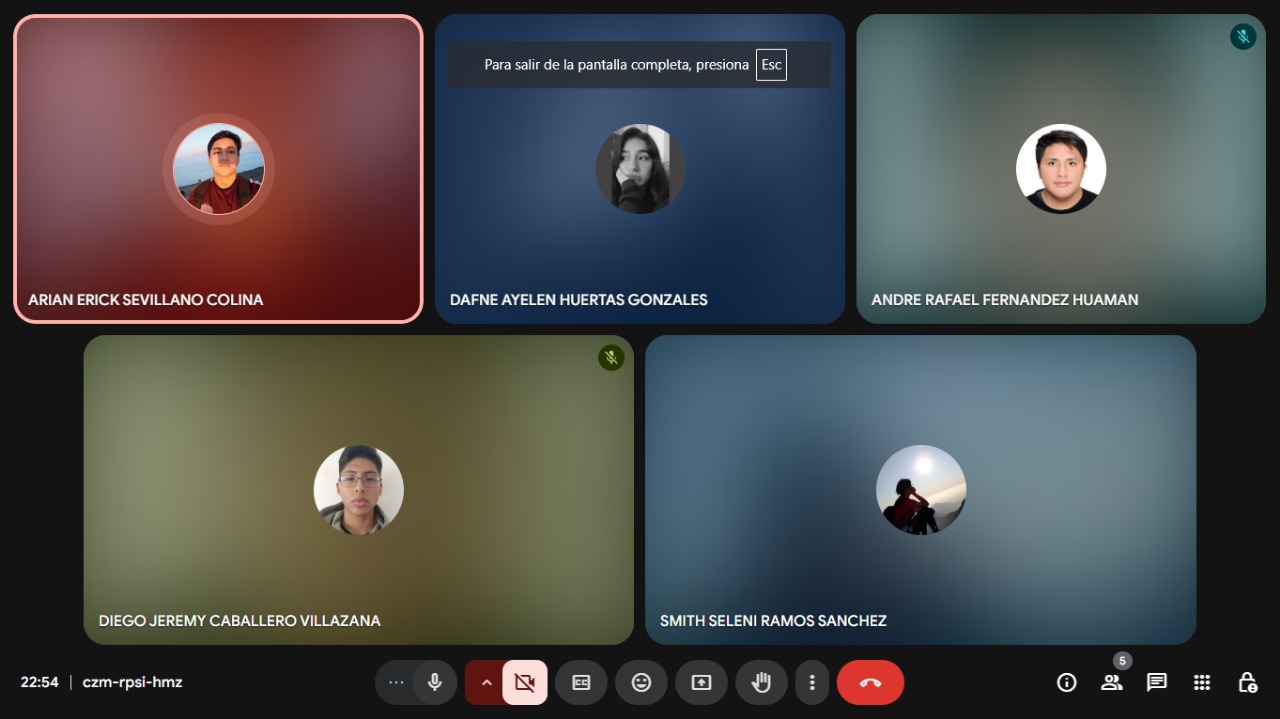 Para salir de la pantalla completa, presiona Esc
ARIAN ERICK SEVILLANO COLINA
DAFNE AYELEN HUERTAS GONZALES
ANDRE RAFAEL FERNANDEZ HUAMAN
DIEGO JEREMY CABALLERO VILLAZANA
SMITH SELENI RAMOS SANCHEZ
22:54 | czm-rpsi-hmz
CC
5